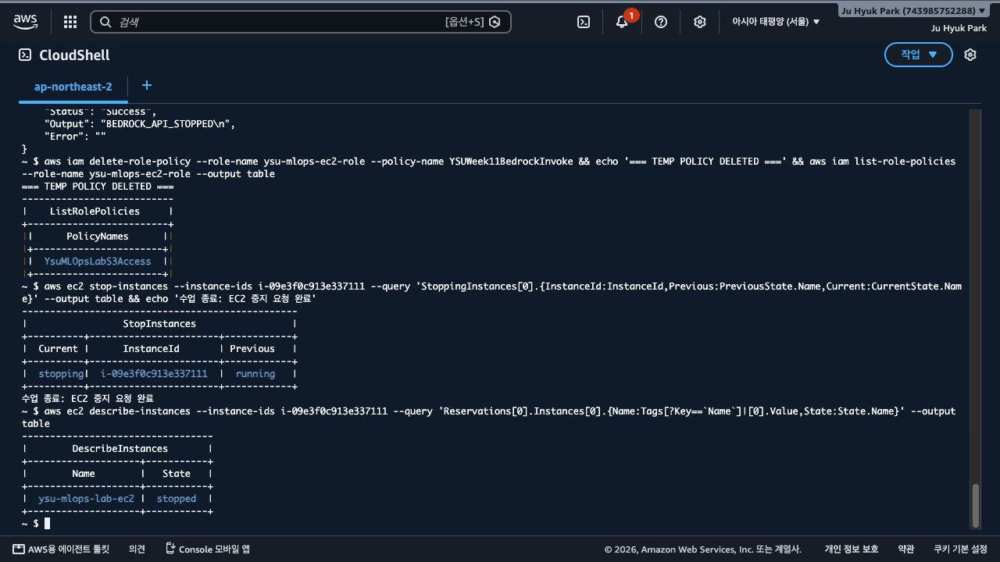 aws
검색
[옵션+S]
1
아시아 태평양 (서울) ▼
Ju Hyuk Park (743985752288) ▼
Ju Hyuk Park
CloudShell
작업 ▼
ap-northeast-2
+
"Status": "Success",
"Output": "BEDROCK_API_STOPPED\n",
"Error": ""
}
~ $ aws iam delete-role-policy --role-name ysu-mlops-ec2-role --policy-name YSUWeek11BedrockInvoke && echo '=== TEMP POLICY DELETED ===' && aws iam list-role-policies
--role-name ysu-mlops-ec2-role --output table
=== TEMP POLICY DELETED ===
---------------------------
|    ListRolePolicies     |
+-------------------------+
||      PolicyNames      ||
|+-----------------------+|
||  YsuMLOpsLabS3Access  ||
|+-----------------------+|
~ $ aws ec2 stop-instances --instance-ids i-09e3f0c913e337111 --query 'StoppingInstances[0].{InstanceId:InstanceId,Previous:PreviousState.Name,Current:CurrentState.Nam
e}' --output table && echo '수업 종료: EC2 중지 요청 완료'
-------------------------------------------------
|                 StopInstances                 |
+----------+-----------------------+------------+
|  Current |      InstanceId       | Previous   |
+----------+-----------------------+------------+
|  stopping|  i-09e3f0c913e337111  |  running   |
+----------+-----------------------+------------+
수업 종료: EC2 중지 요청 완료
~ $ aws ec2 describe-instances --instance-ids i-09e3f0c913e337111 --query 'Reservations[0].Instances[0].{Name:Tags[?Key==`Name`]|[0].Value,State:State.Name}' --output
table
----------------------------------
|        DescribeInstances       |
+--------------------+-----------+
|        Name        |   State   |
+--------------------+-----------+
|  ysu-mlops-lab-ec2 |  stopped  |
+--------------------+-----------+
~ $
AWS용 에이전트 툴킷
의견
Console 모바일 앱
© 2026, Amazon Web Services, Inc. 또는 계열사.
개인 정보 보호
약관
쿠키 기본 설정